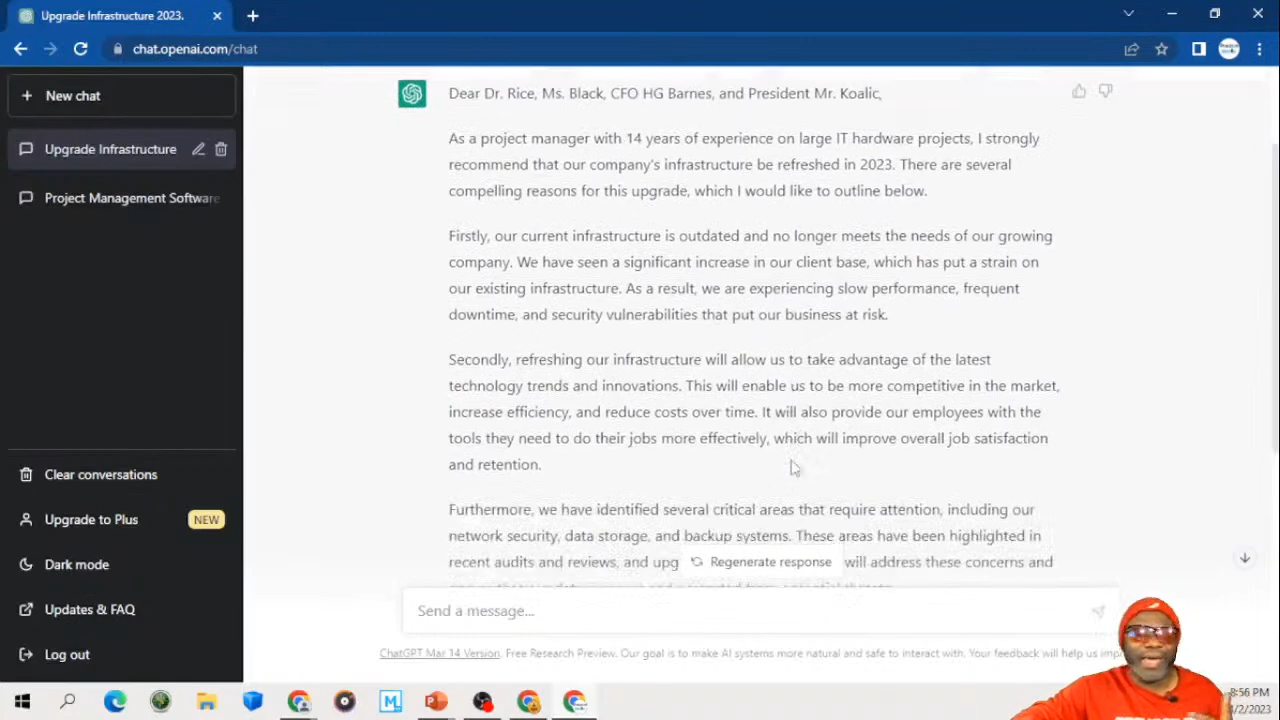 Upgrade Infrastructure 2023.
chat.openai.com/chat
New chat
Upgrade Infrastructure
Project Management Software
Clear conversations
Upgrade to Plus NEW
Dark mode
Updates & FAQ
Log out
Dear Dr. Rice, Ms. Black, CFO HG Barnes, and President Mr. Koalic,
As a project manager with 14 years of experience on large IT hardware projects, I strongly
recommend that our company's infrastructure be refreshed in 2023. There are several
compelling reasons for this upgrade, which I would like to outline below.
Firstly, our current infrastructure is outdated and no longer meets the needs of our growing
company. We have seen a significant increase in our client base, which has put a strain on
our existing infrastructure. As a result, we are experiencing slow performance, frequent
downtime, and security vulnerabilities that put our business at risk.
Secondly, refreshing our infrastructure will allow us to take advantage of the latest
technology trends and innovations. This will enable us to be more competitive in the market,
increase efficiency, and reduce costs over time. It will also provide our employees with the
tools they need to do their jobs more effectively, which will improve overall job satisfaction
and retention.
Furthermore, we have identified several critical areas that require attention, including our
network security, data storage, and backup systems. These areas have been highlighted in
recent audits and reviews, and upg
Regenerate response
will address these concerns and
Send a message...
ChatGPT Mar 14 Version. Free Research Preview. Our goal is to make AI systems more natural and safe to interact with. Your feedback will help us imp
8:56 PM
/2/2023